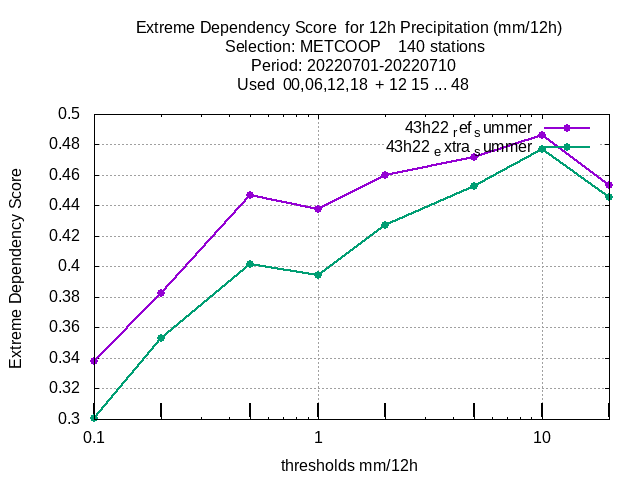 Extreme Dependency Score  for 12h Precipitation (mm/12h)
Selection: METCOOP    140 stations
Period: 20220701-20220710
Used  00,06,12,18  + 12 15 ... 48
43h22 ref summer
43h22 extra summer
0.5
0.48
0.46
0.44
0.42
0.4
0.38
0.36
0.34
0.32
0.3
Extreme Dependency Score
0.1 1 10
thresholds mm/12h